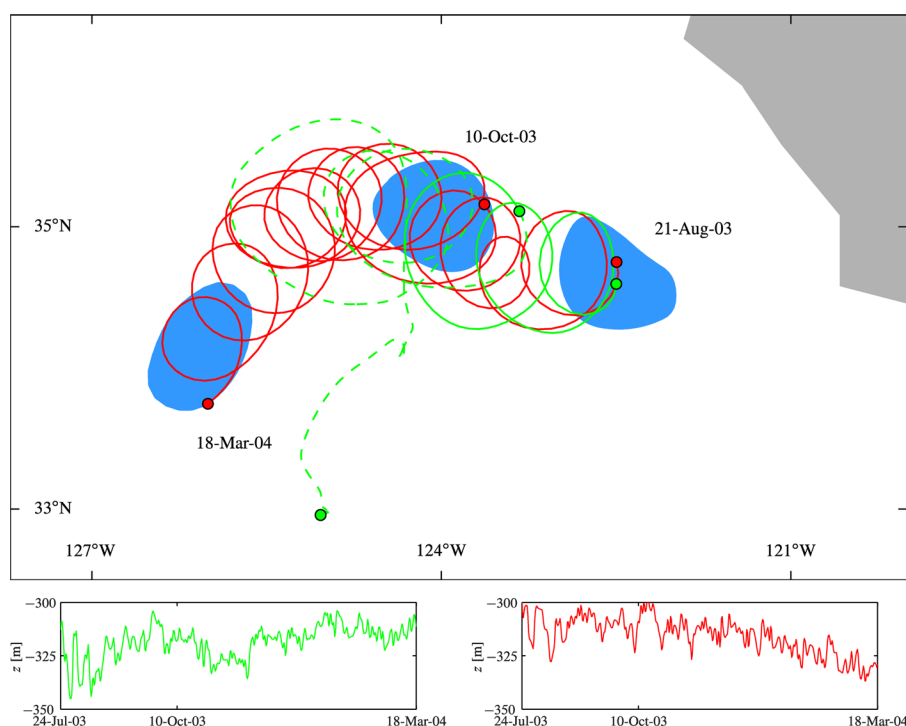 10-Oct-03
35°N
21-Aug-03
18-Mar-04
33°N
127°W 124°W 121°W
−300
−325
−350
z [m]
24-Jul-03 10-Oct-03 18-Mar-04
−300
−325
−350
z [m]
24-Jul-03 10-Oct-03 18-Mar-04